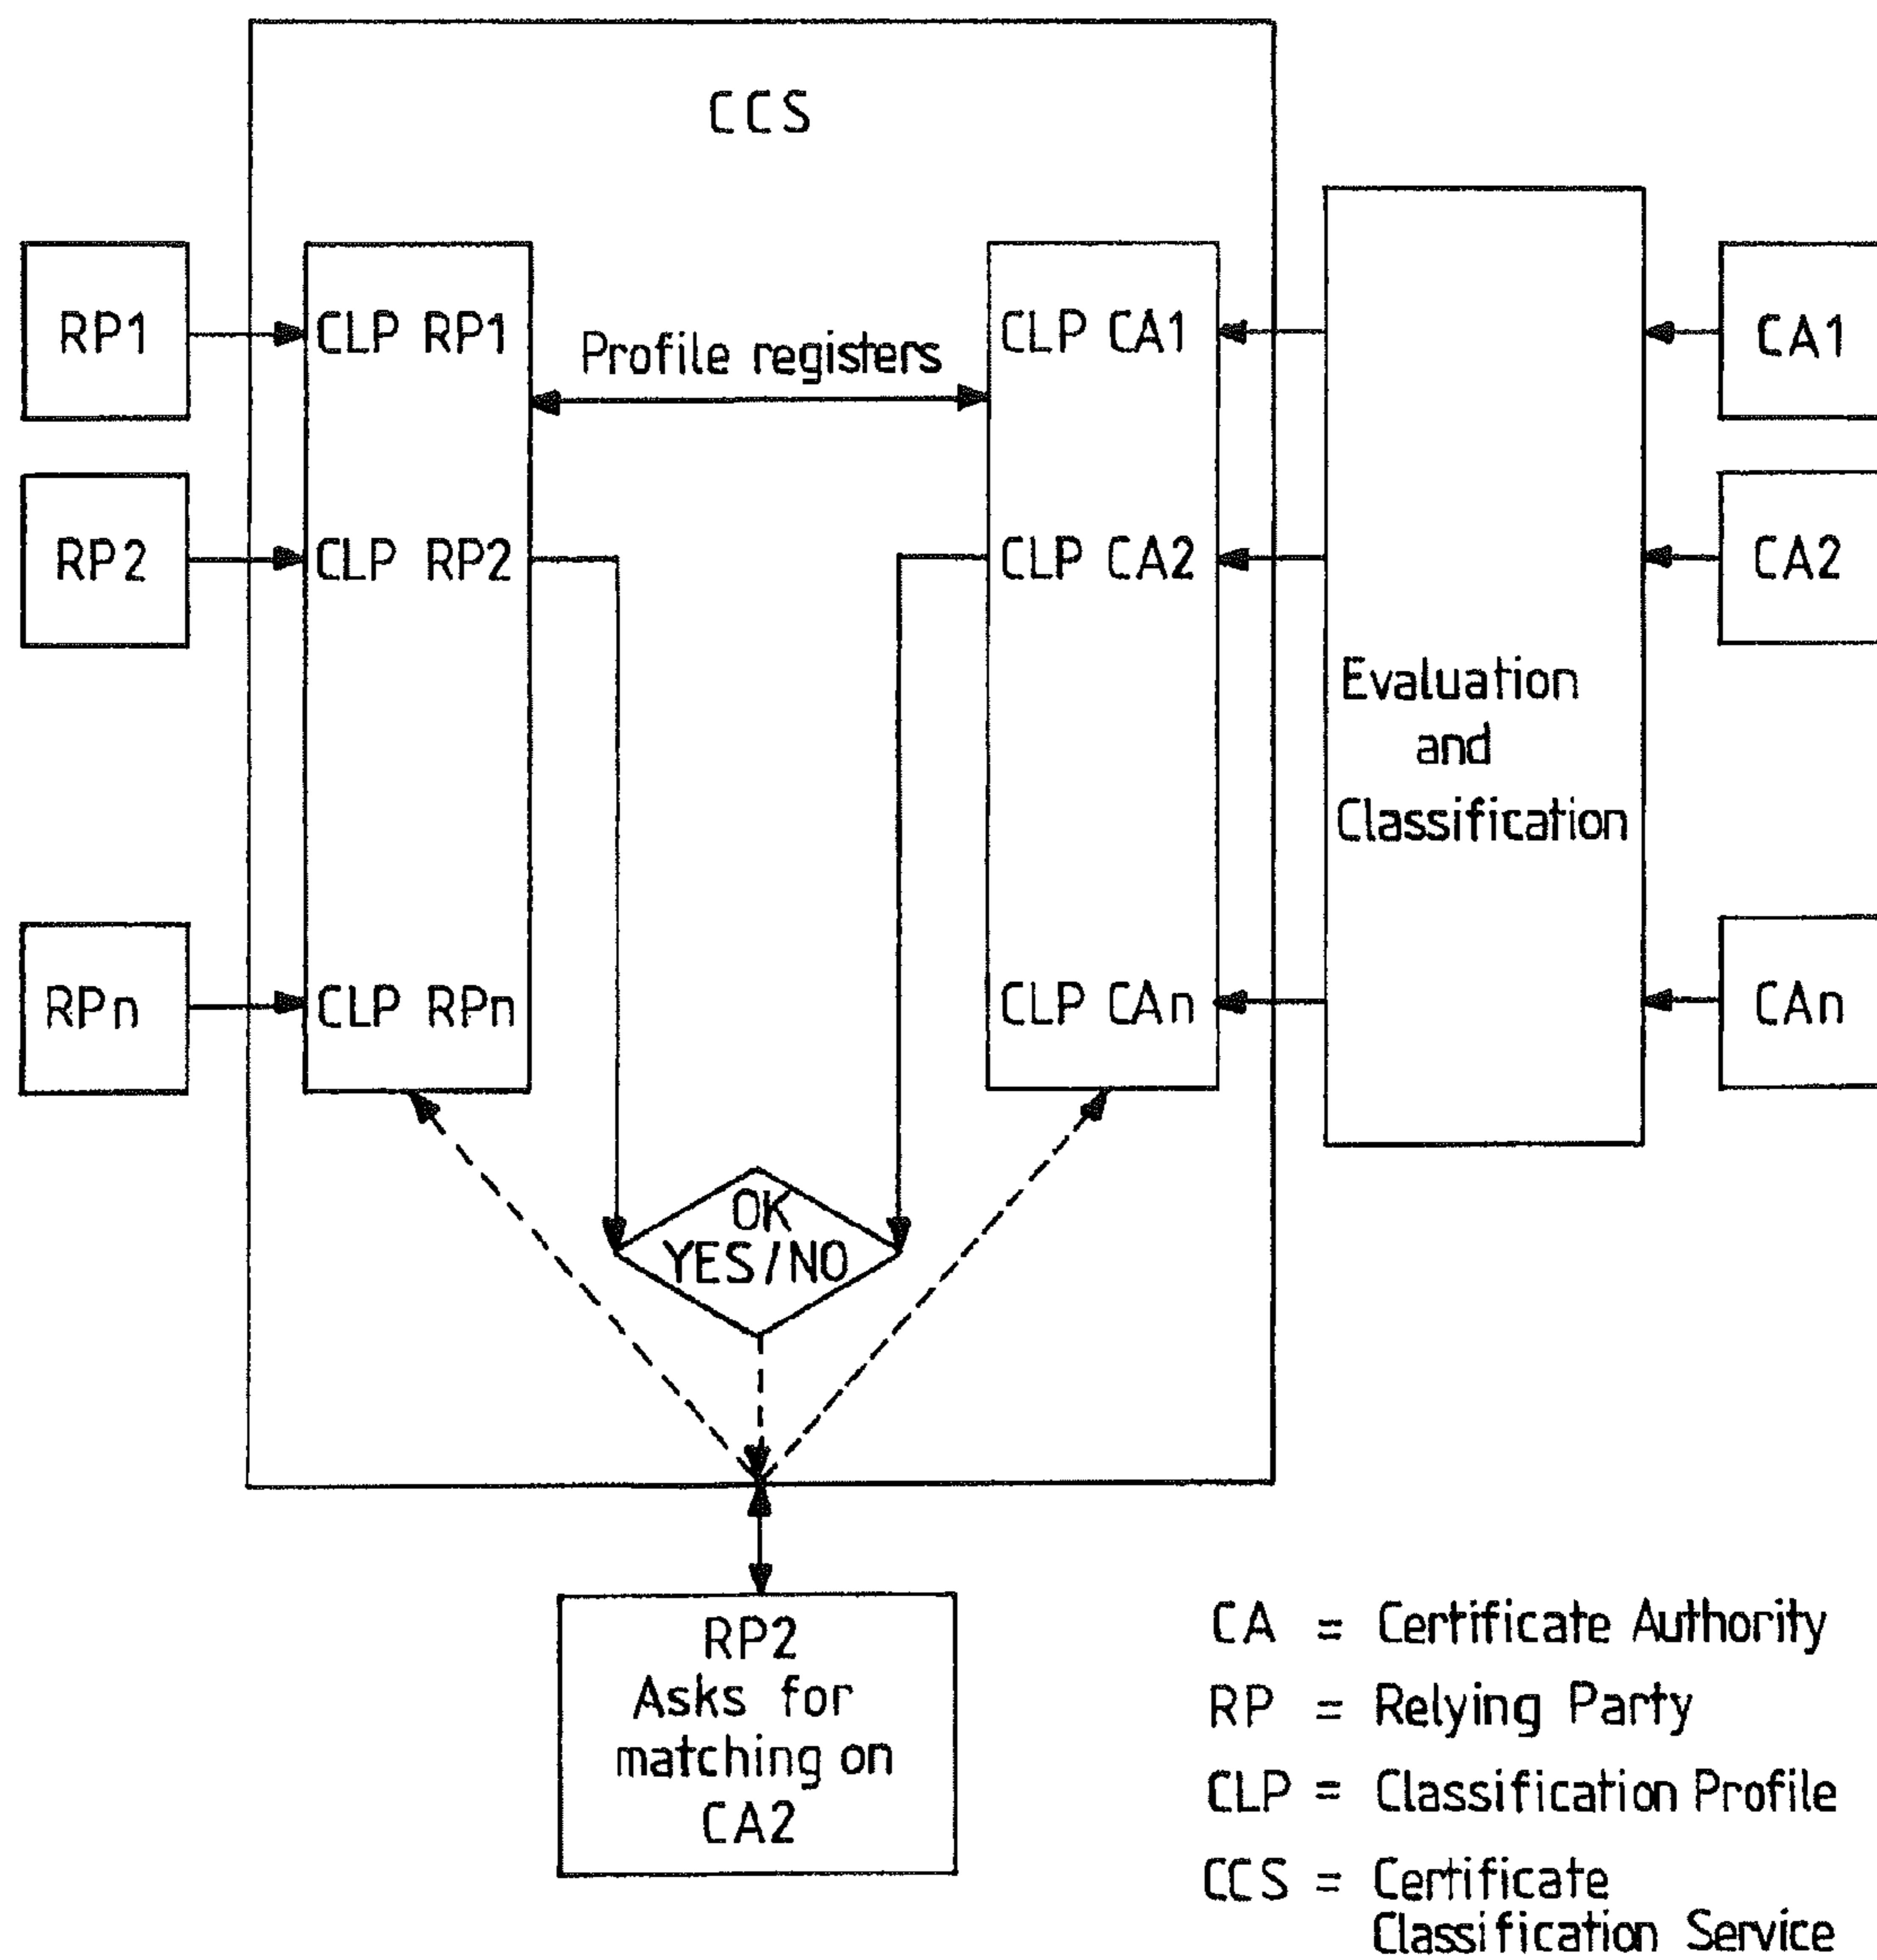 CCS
RP1
CLP RP1
Profile registers
CLP CA1
CA1
RP2
CLP RP2
CLP CA2
CA2
Evaluation
and
Classification
RPn
CLP RPn
CLP CAn
CAn
OK
YES/NO
RP2
Asks for
matching on
CA2
CA = Certificate Authority
RP = Relying Party
CLP = Classification Profile
CCS = Certificate
Classification Service